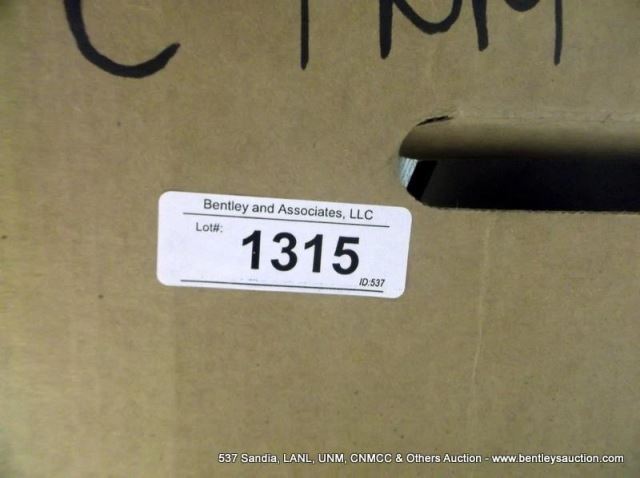 Bentley and Associates, LLC
Lot#: 1315
ID:537
537 Sandia, LANL, UNM, CNMCC & Others Auction - www.bentleysauction.com